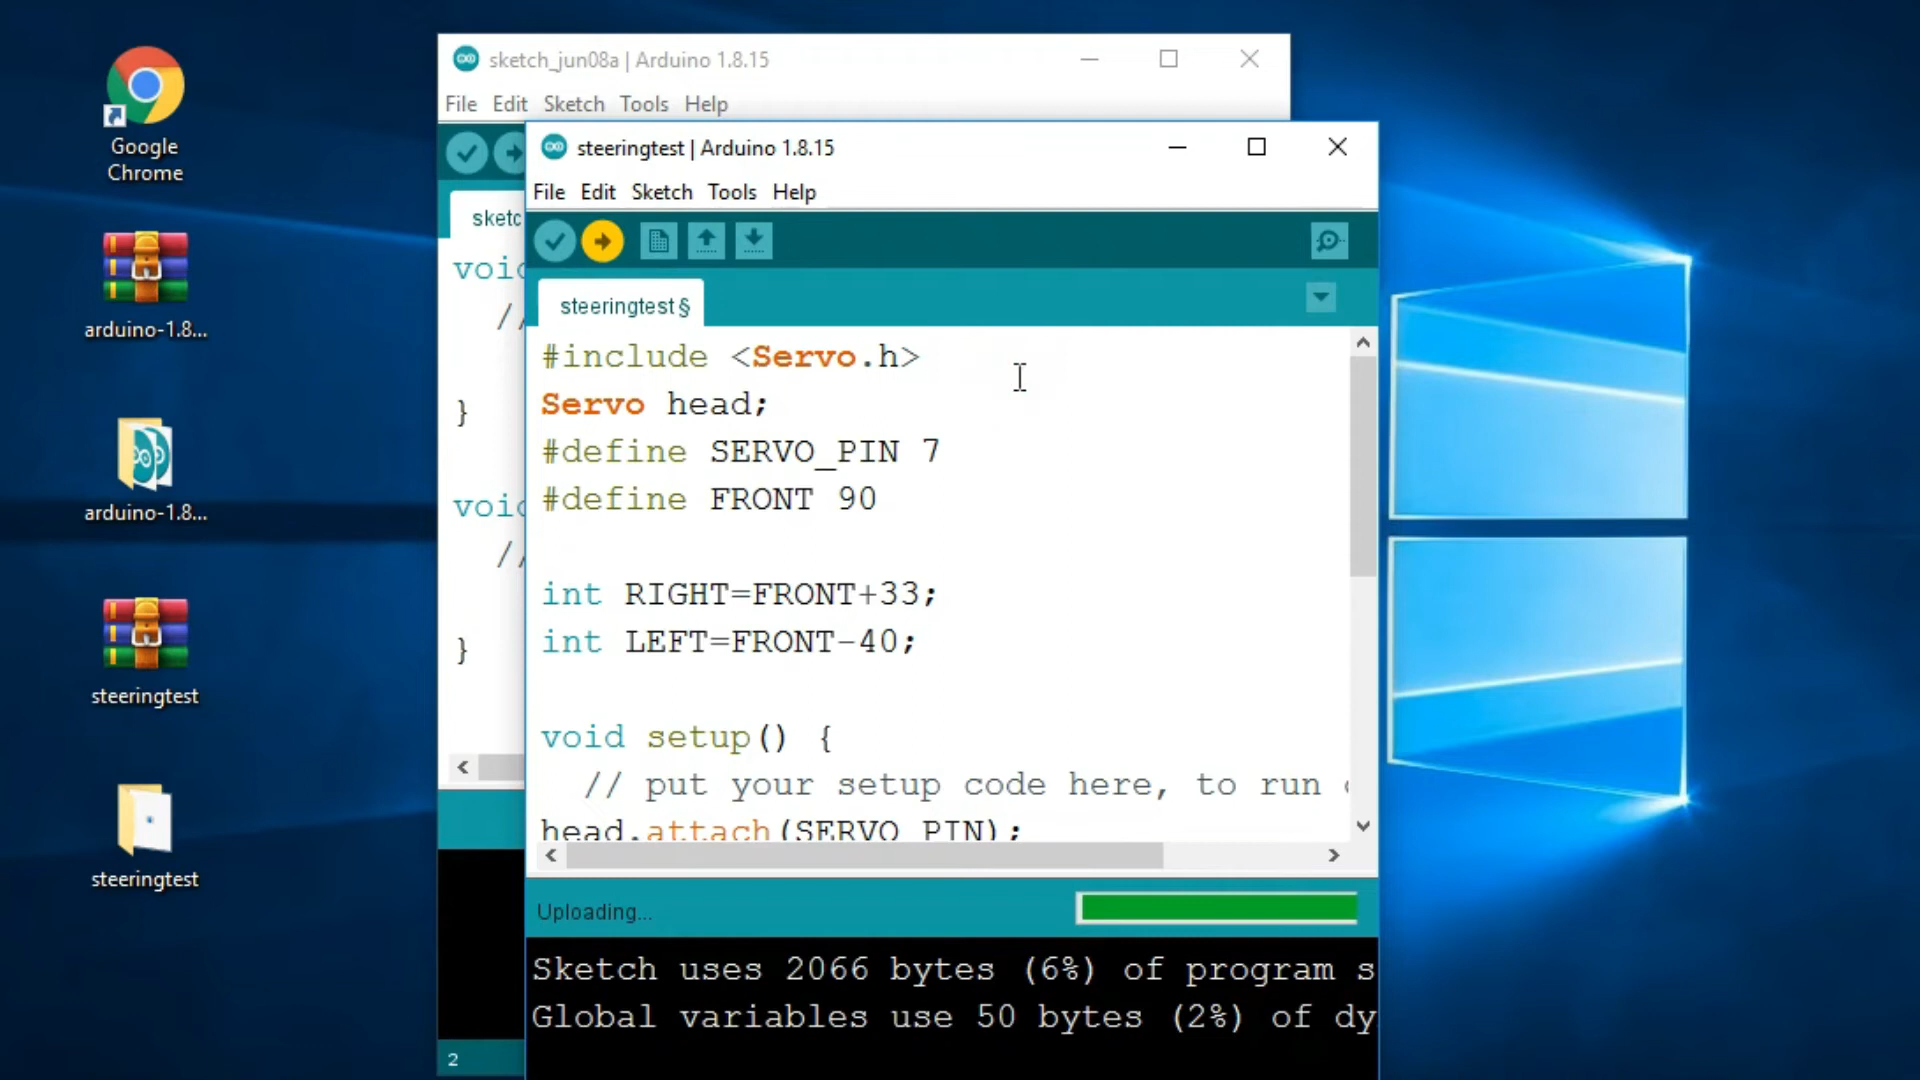 Google
Chrome
arduino-1.8...
arduino-1.8...
steeringtest
steeringtest
sketch_jun08a | Arduino 1.8.15
File Edit Sketch Tools Help
//
}
//
}
2
steeringtest | Arduino 1.8.15
File Edit Sketch Tools Help
steeringtest §
#include <Servo.h>
Servo head;
#define SERVO_PIN 7
#define FRONT 90
int RIGHT=FRONT+33;
int LEFT=FRONT-40;
void setup() {
// put your setup code here, to run
head.attach(SERVO_PIN);
Uploading...
Sketch uses 2066 bytes (6%) of program s
Global variables use 50 bytes (2%) of dy